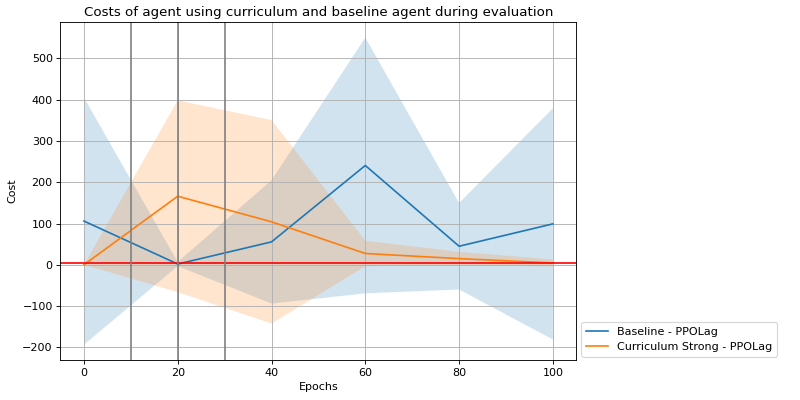 Costs of agent using curriculum and baseline agent during evaluation
Cost
500
400
300
200
100
0
−100
−200
0 20 40 60 80 100
Epochs
Baseline - PPOLag
Curriculum Strong - PPOLag